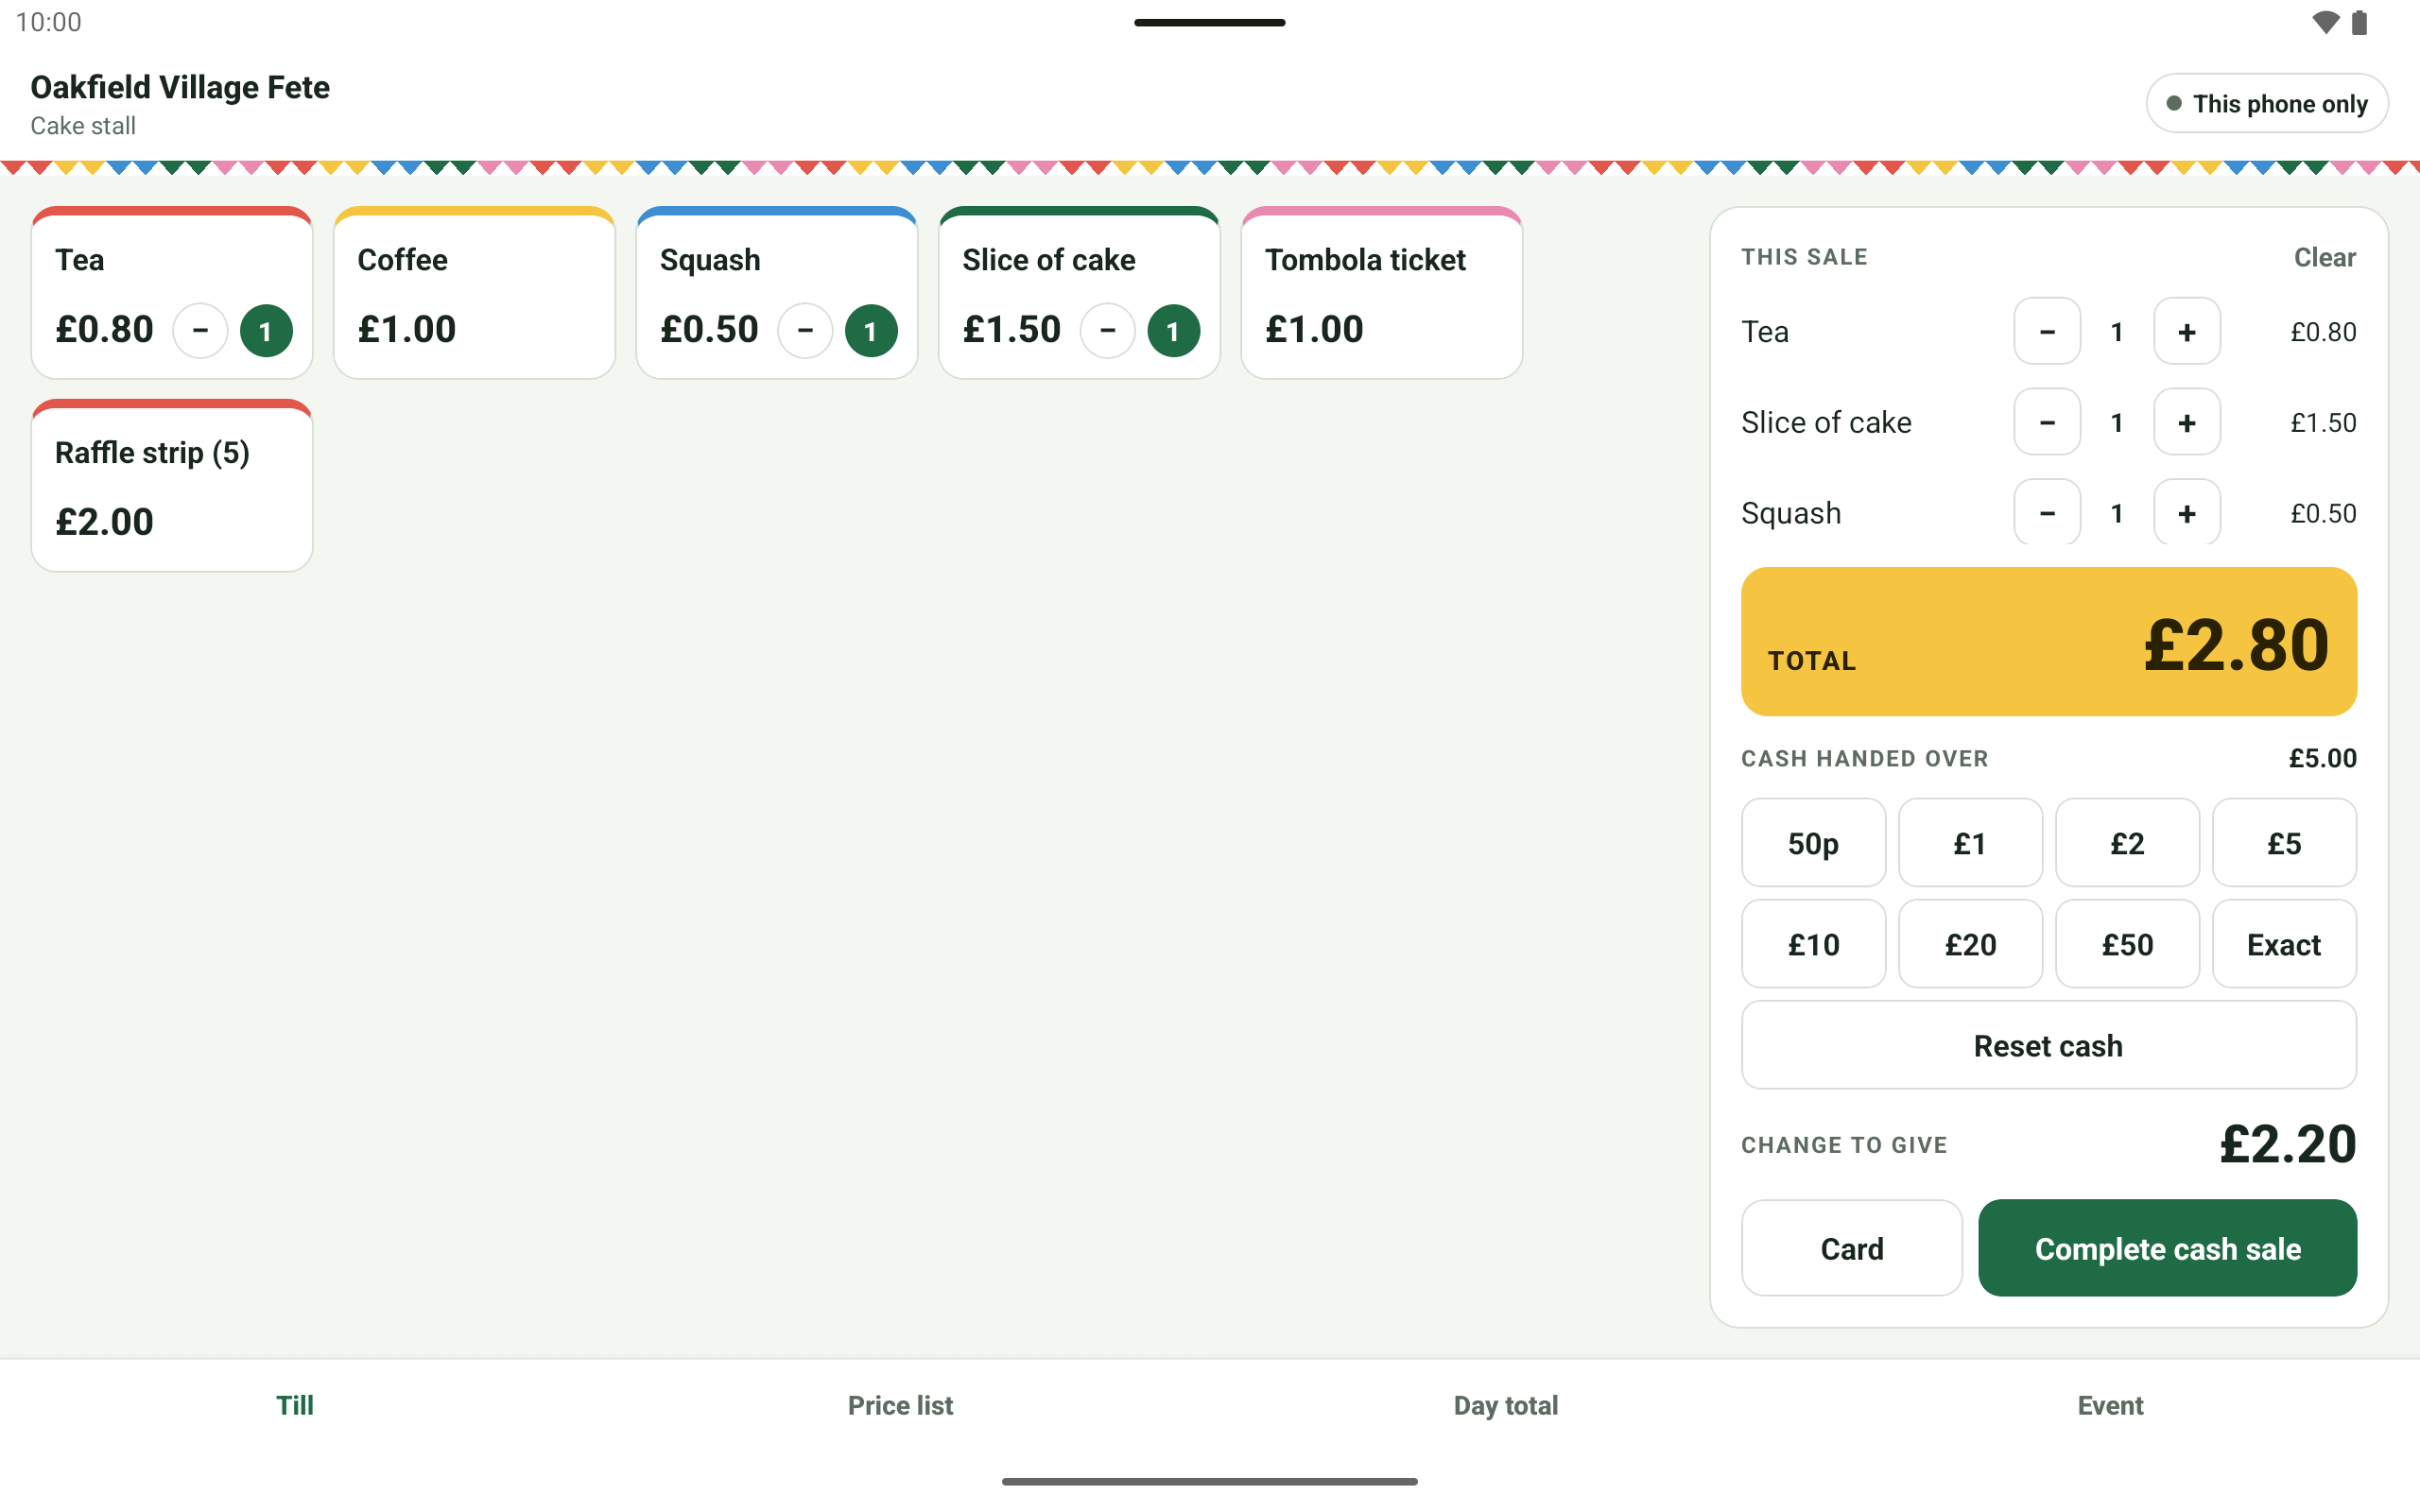 10:00
Oakfield Village Fete
Cake stall
This phone only
Tea
£0.80 − 1
Coffee
£1.00
Squash
£0.50 − 1
Slice of cake
£1.50 − 1
Tombola ticket
£1.00
Raffle strip (5)
£2.00
THIS SALE Clear
Tea − 1 + £0.80
Slice of cake − 1 + £1.50
Squash − 1 + £0.50
TOTAL £2.80
CASH HANDED OVER £5.00
50p £1 £2 £5
£10 £20 £50 Exact
Reset cash
CHANGE TO GIVE £2.20
Card Complete cash sale
Till Price list Day total Event